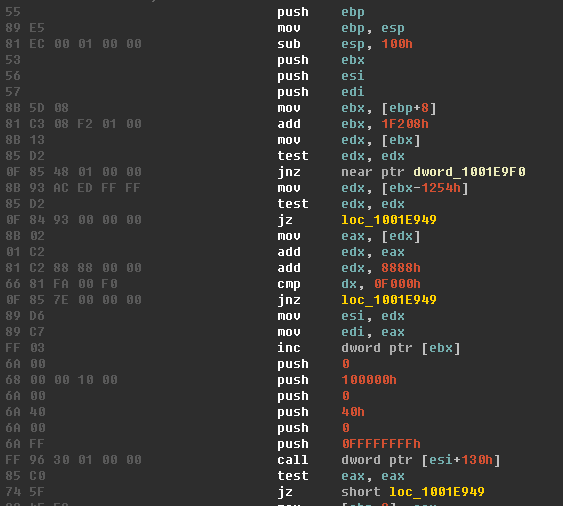 55 push ebp
89 E5 mov ebp, esp
81 EC 00 01 00 00 sub esp, 100h
53 push ebx
56 push esi
57 push edi
8B 5D 08 mov ebx, [ebp+8]
81 C3 08 F2 01 00 add ebx, 1F208h
8B 13 mov edx, [ebx]
85 D2 test edx, edx
0F 85 48 01 00 00 jnz near ptr dword_1001E9F0
8B 93 AC ED FF FF mov edx, [ebx-1254h]
85 D2 test edx, edx
0F 84 93 00 00 00 jz loc_1001E949
8B 02 mov eax, [edx]
01 C2 add edx, eax
81 C2 88 88 00 00 add edx, 8888h
66 81 FA 00 F0 cmp dx, 0F000h
0F 85 7E 00 00 00 jnz loc_1001E949
89 D6 mov esi, edx
89 C7 mov edi, eax
FF 03 inc dword ptr [ebx]
6A 00 push 0
68 00 00 10 00 push 100000h
6A 00 push 0
6A 40 push 40h
6A 00 push 0
6A FF push 0FFFFFFFFh
FF 96 30 01 00 00 call dword ptr [esi+130h]
85 C0 test eax, eax
74 5F jz short loc_1001E949